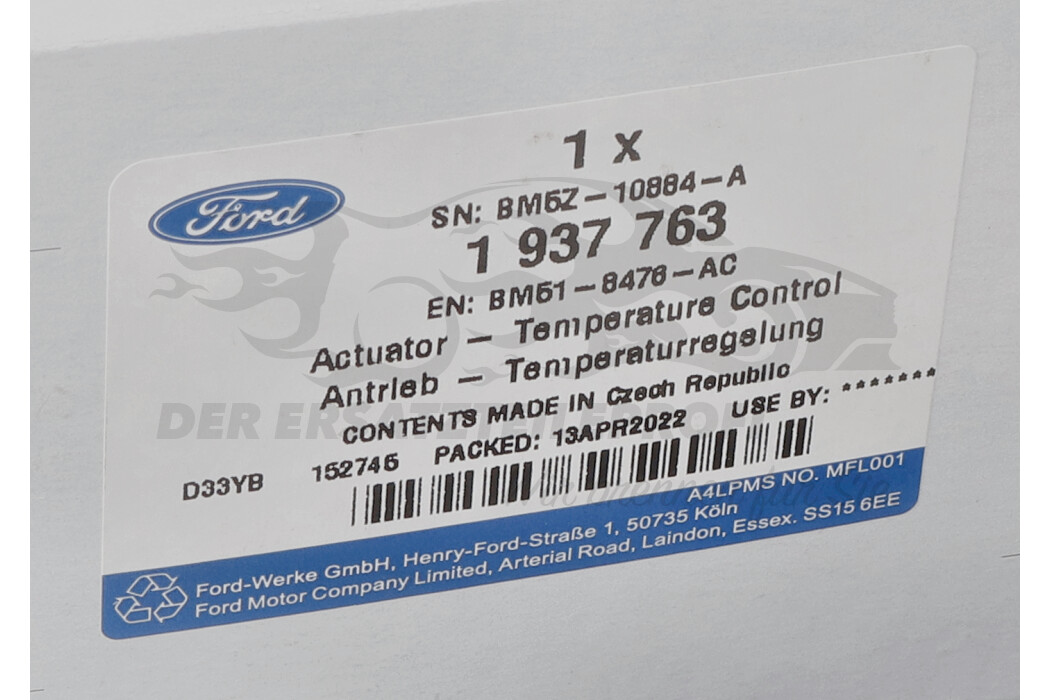 Ford
1 x
SN: BM5Z-10884-A
1 937 763
EN: BM51-8478-AC
Actuator - Temperature Control
Antrieb - Temperaturregelung
CONTENTS MADE IN Czech Republic
D33YB 152745 PACKED: 13APR2022 USE BY: *******
A4LPMS NO. MFL001
Ford-Werke GmbH, Henry-Ford-Straße 1, 50735 Köln
Ford Motor Company Limited, Arterial Road, Laindon, Essex. SS15 6EE
DER ERSATZTEILEPROFI